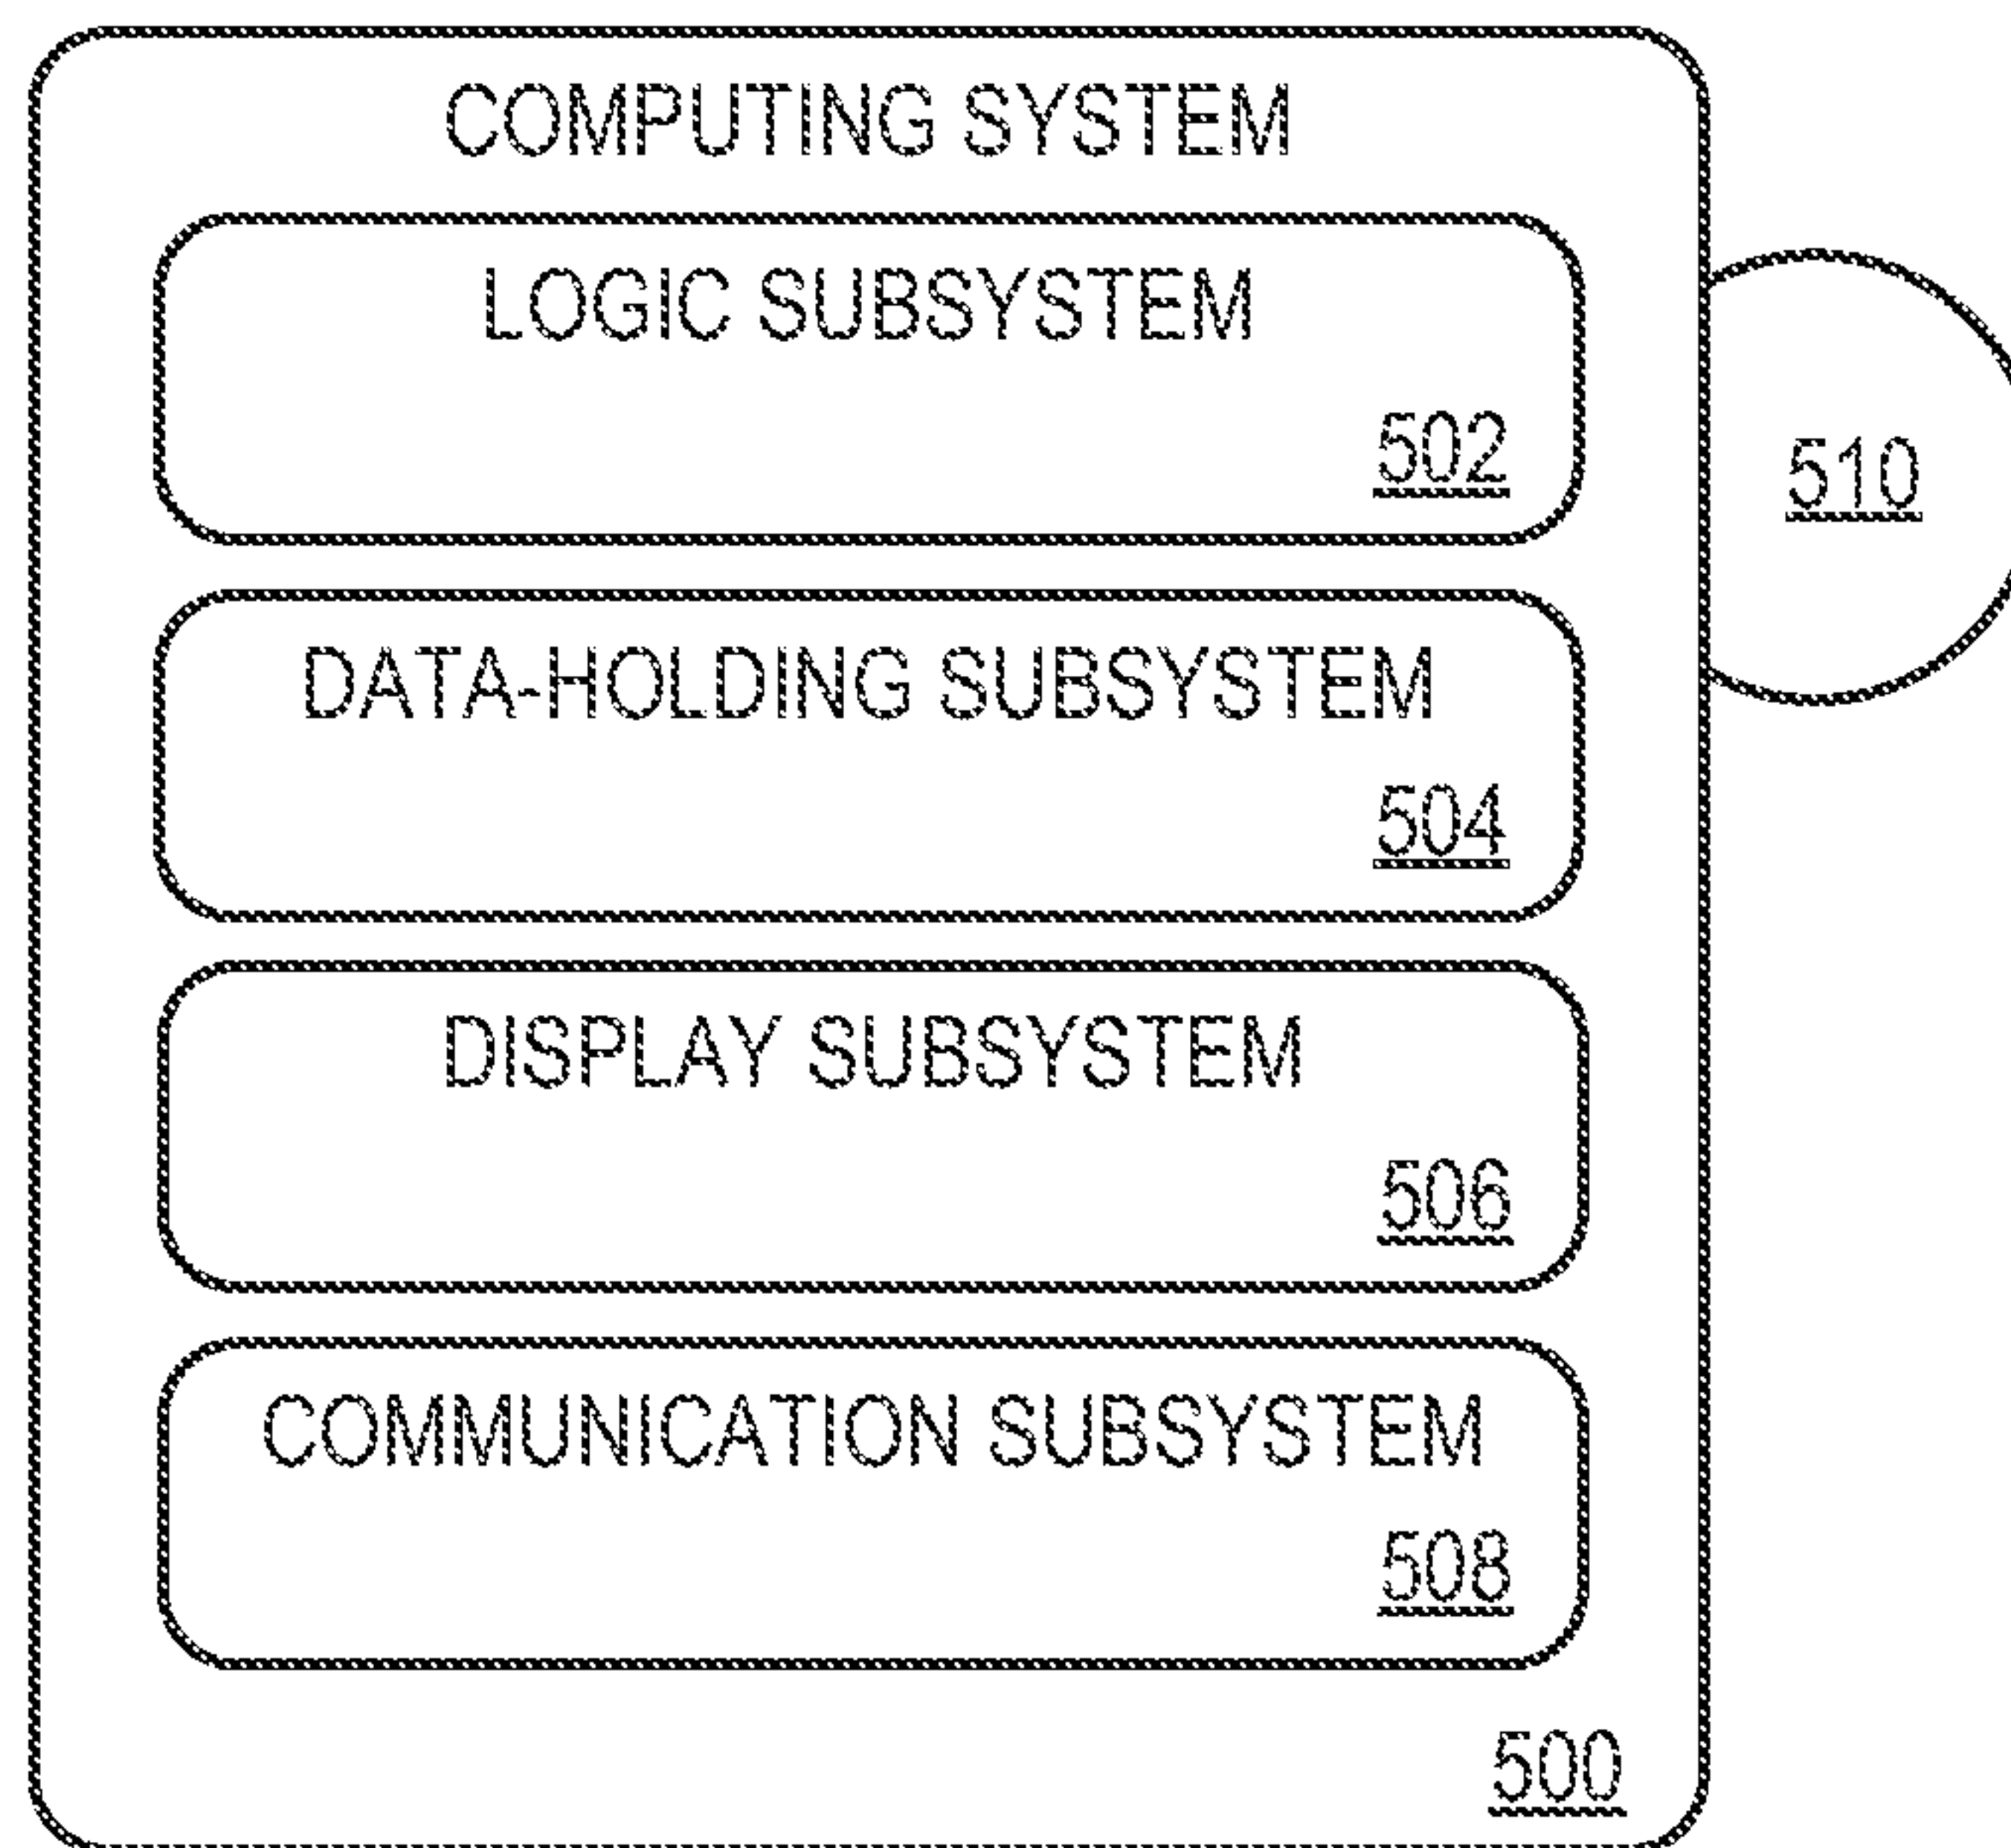 COMPUTING SYSTEM
LOGIC SUBSYSTEM
502
510
DATA-HOLDING SUBSYSTEM
504
DISPLAY SUBSYSTEM
506
COMMUNICATION SUBSYSTEM
508
500